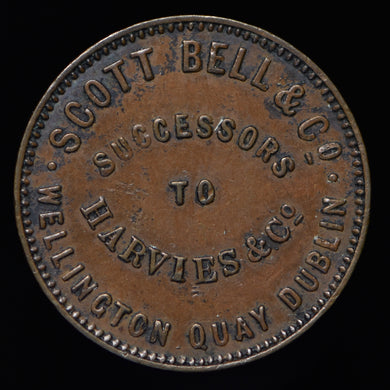 · SCOTT BELL & Co ·
SUCCESSORS
TO
HARVIES & Co
WELLINGTON QUAY DUBLIN